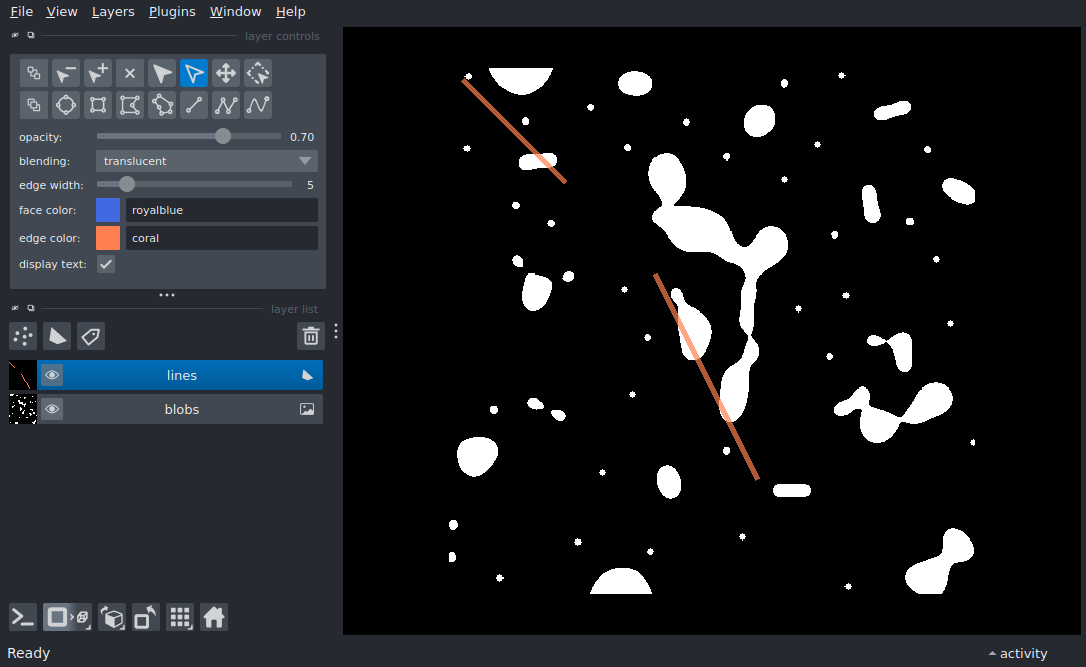 File View Layers Plugins Window Help
layer controls
opacity: 0.70
blending: translucent
edge width: 5
face color: royalblue
edge color: coral
display text:
layer list
lines
blobs
Ready
activity